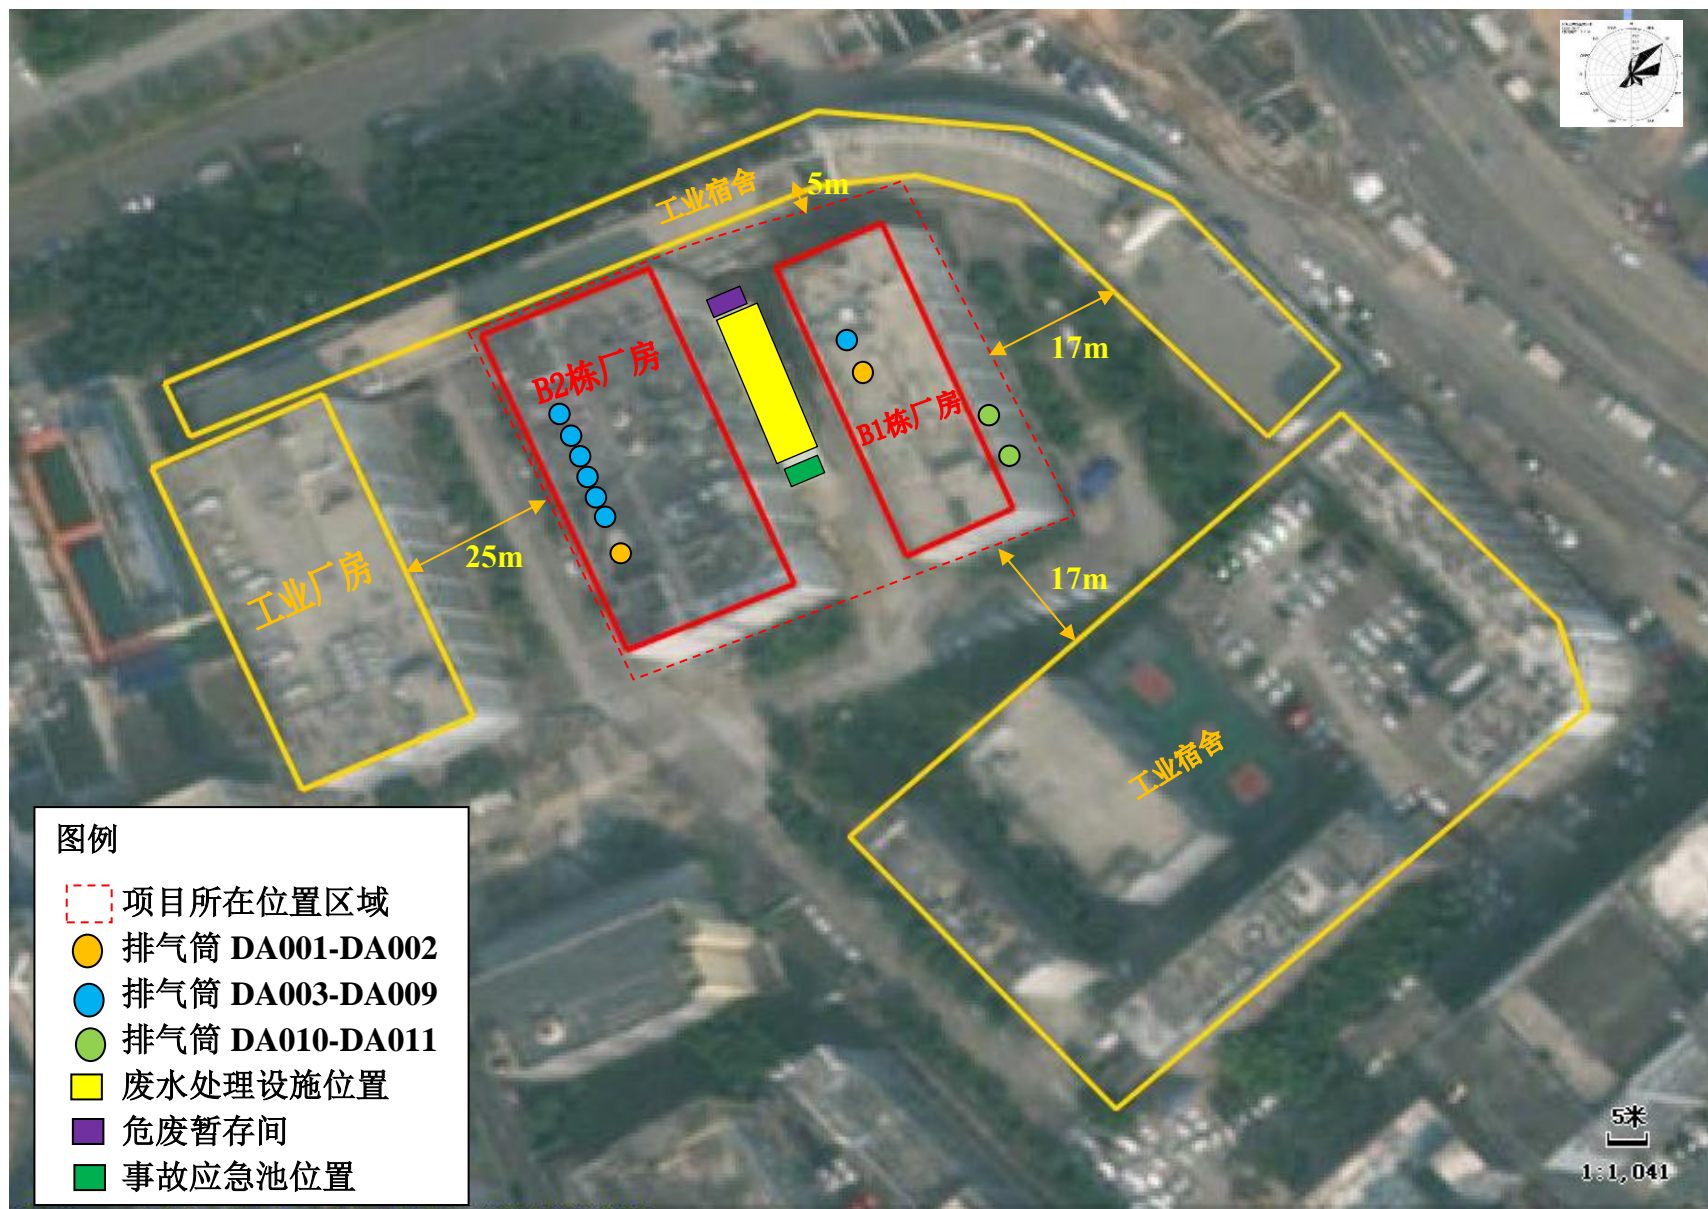 工业宿舍
5m
17m
B2栋厂房
B1栋厂房
25m
工业厂房
17m
工业宿舍
图例
项目所在位置区域
排气筒 DA001-DA002
排气筒 DA003-DA009
排气筒 DA010-DA011
废水处理设施位置
危废暂存间
事故应急池位置
5米
1:1,041